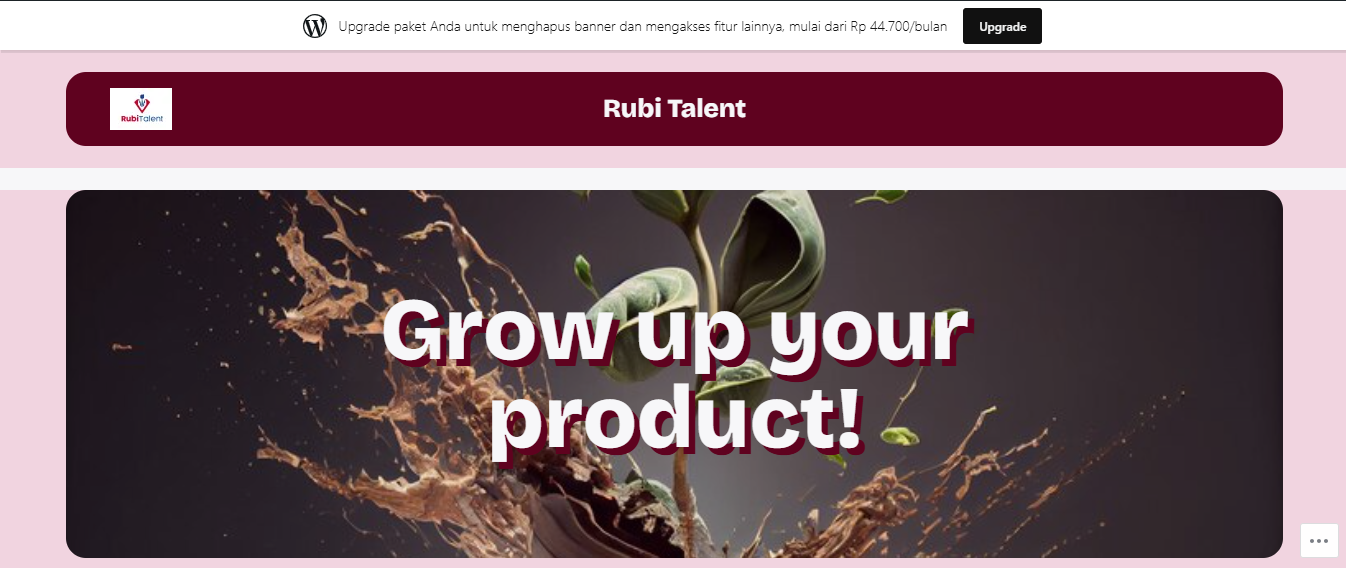 Upgrade paket Anda untuk menghapus banner dan mengakses fitur lainnya, mulai dari Rp 44.700/bulan
Upgrade
RubiTalent
Rubi Talent
Grow up your
product!